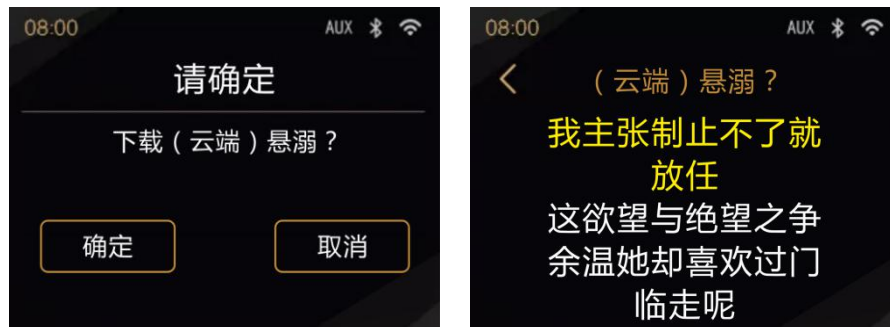 08:00 AUX
请确定
下载（云端）悬溺？
确定 取消
08:00 AUX
（云端）悬溺？
我主张制止不了就
放任
这欲望与绝望之争
余温她却喜欢过门
临走呢